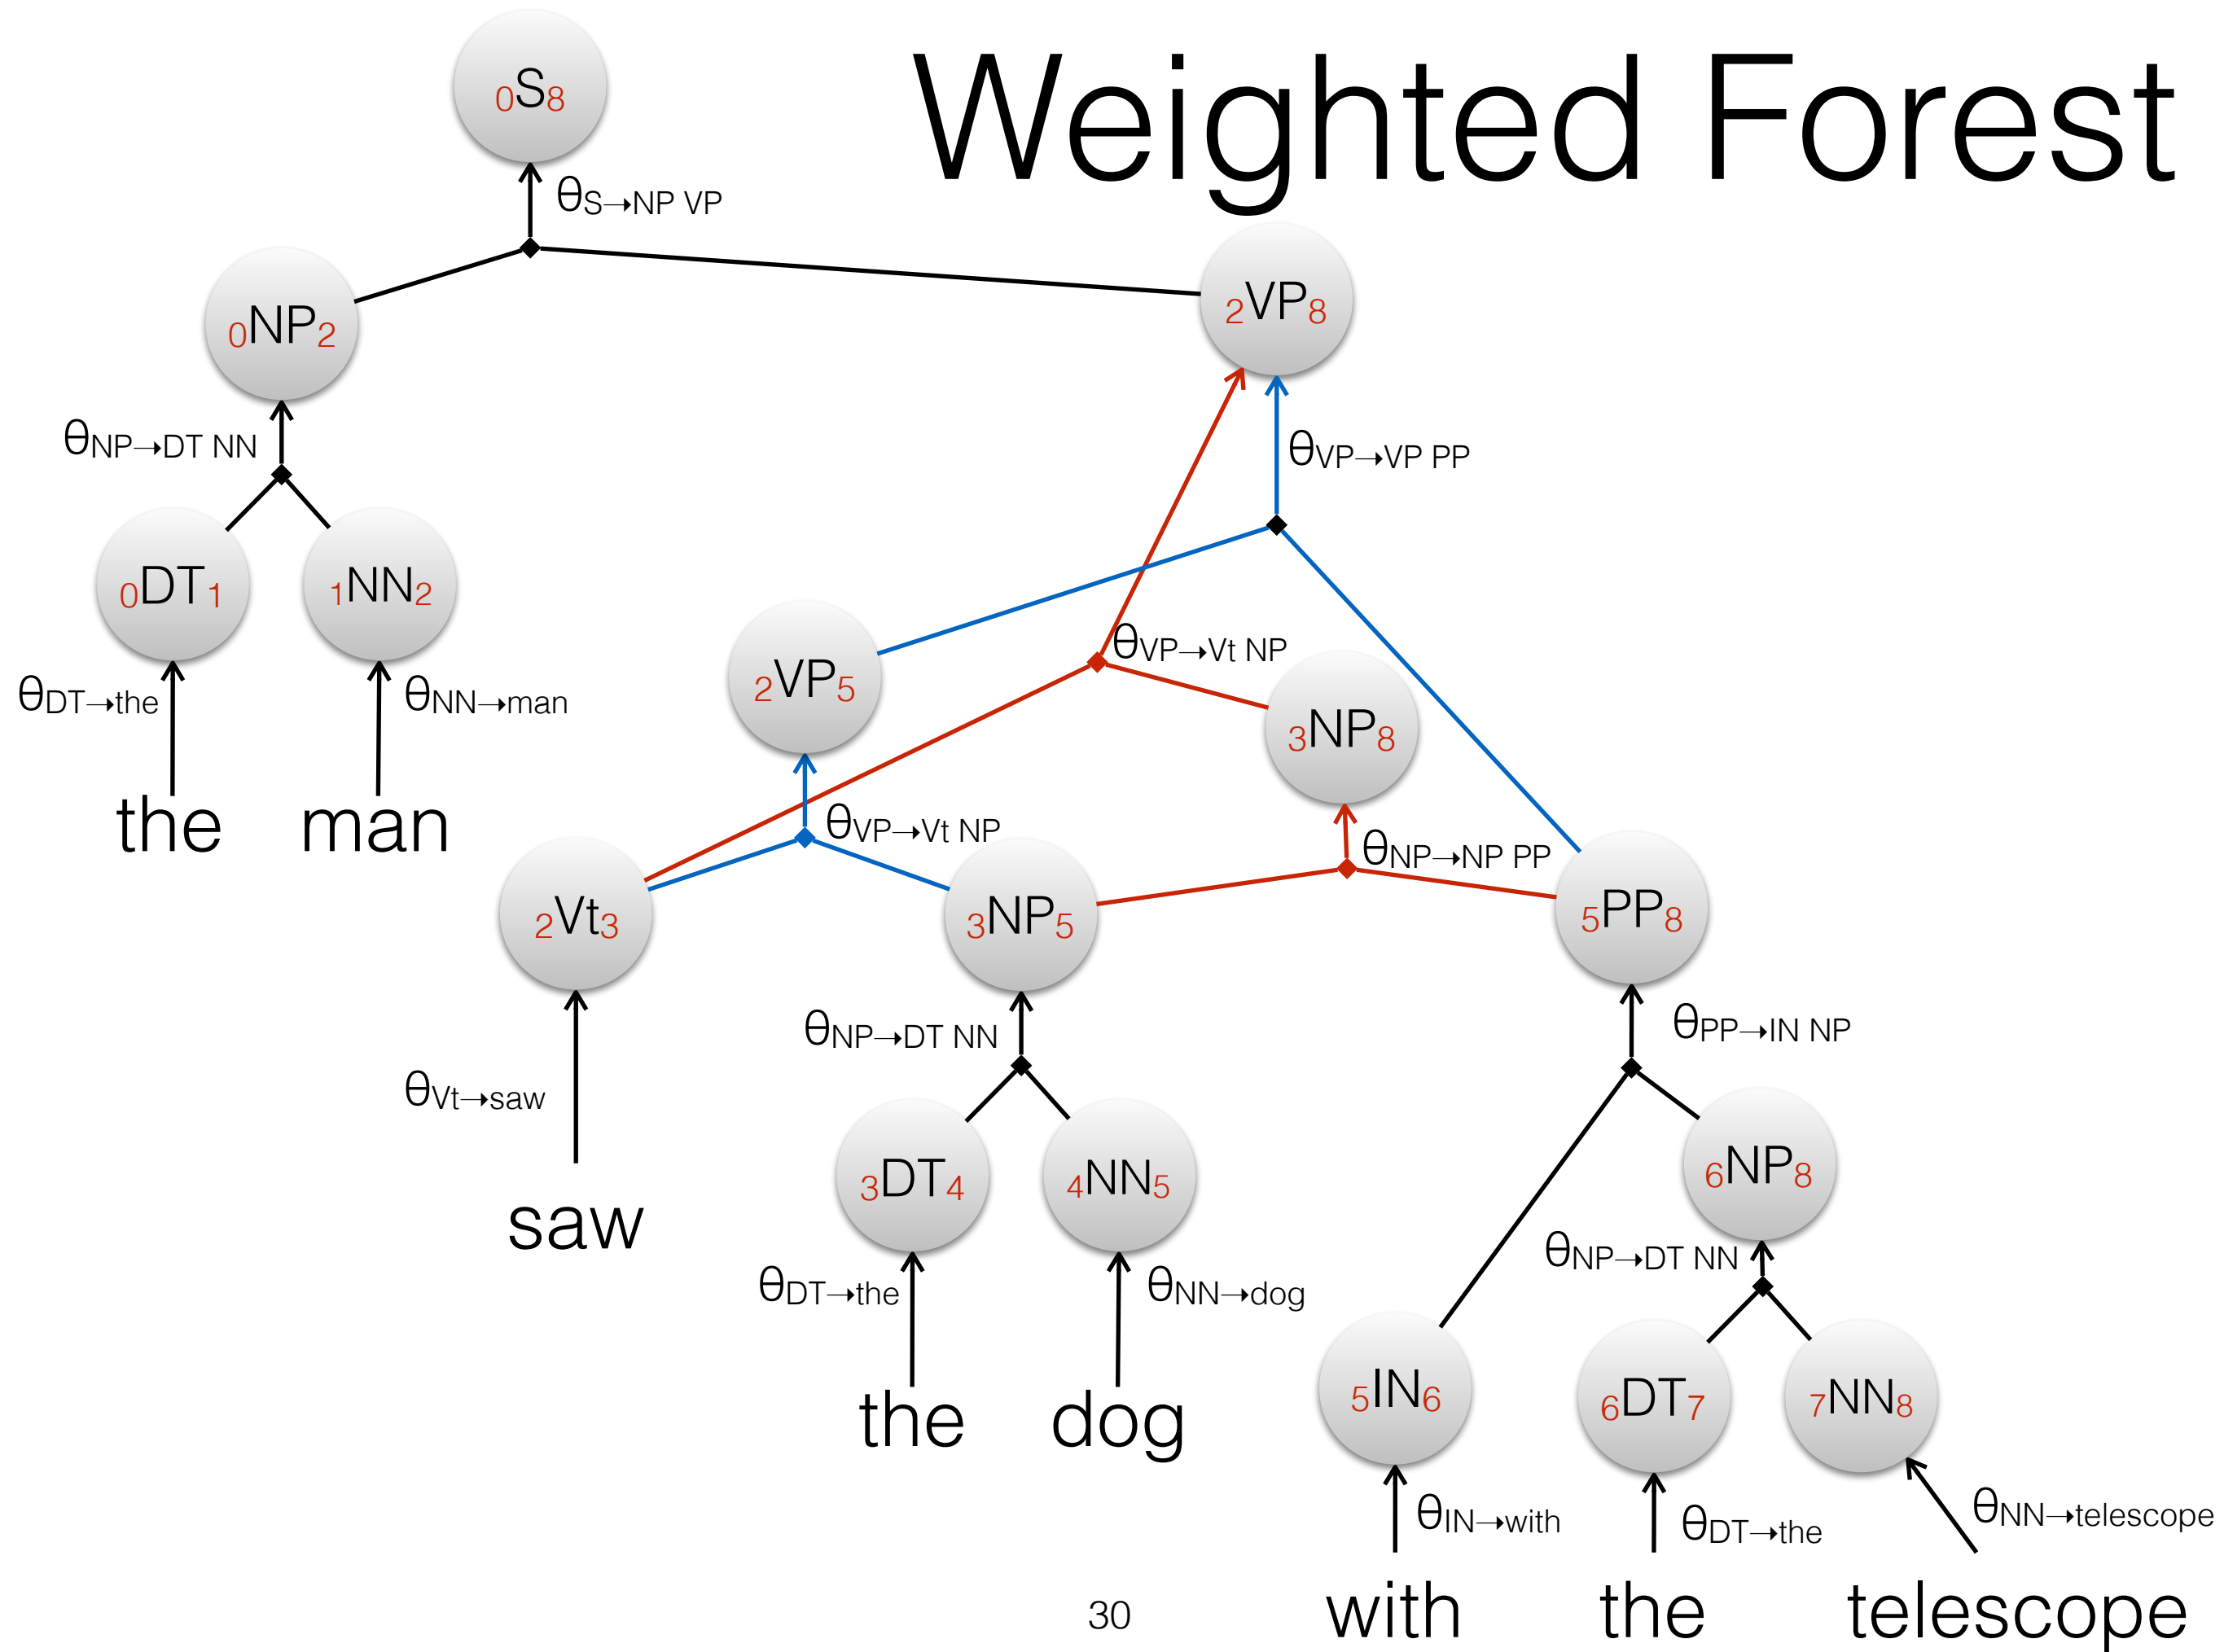 Weighted Forest
0S8
θS→NP VP
0NP2
2VP8
θNP→DT NN
θVP→VP PP
0DT1
1NN2
θVP→Vt NP
2VP5
3NP8
θDT→the
θNN→man
the
man
θVP→Vt NP
θNP→NP PP
2Vt3
3NP5
5PP8
θNP→DT NN
θPP→IN NP
θVt→saw
3DT4
4NN5
6NP8
saw
θNP→DT NN
θDT→the
θNN→dog
5IN6
6DT7
7NN8
the
dog
θIN→with
θDT→the
θNN→telescope
with
the
telescope
30